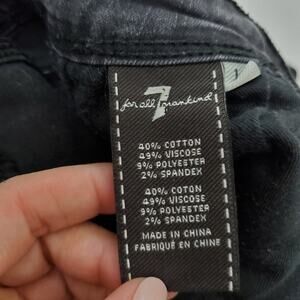 7
for all mankind
40% COTTON
49% VISCOSE
9% POLYESTER
2% SPANDEX
40% COTON
49% VISCOSE
9% POLYESTER
2% SPANDEX
MADE IN CHINA
FABRIQUÉ EN CHINE